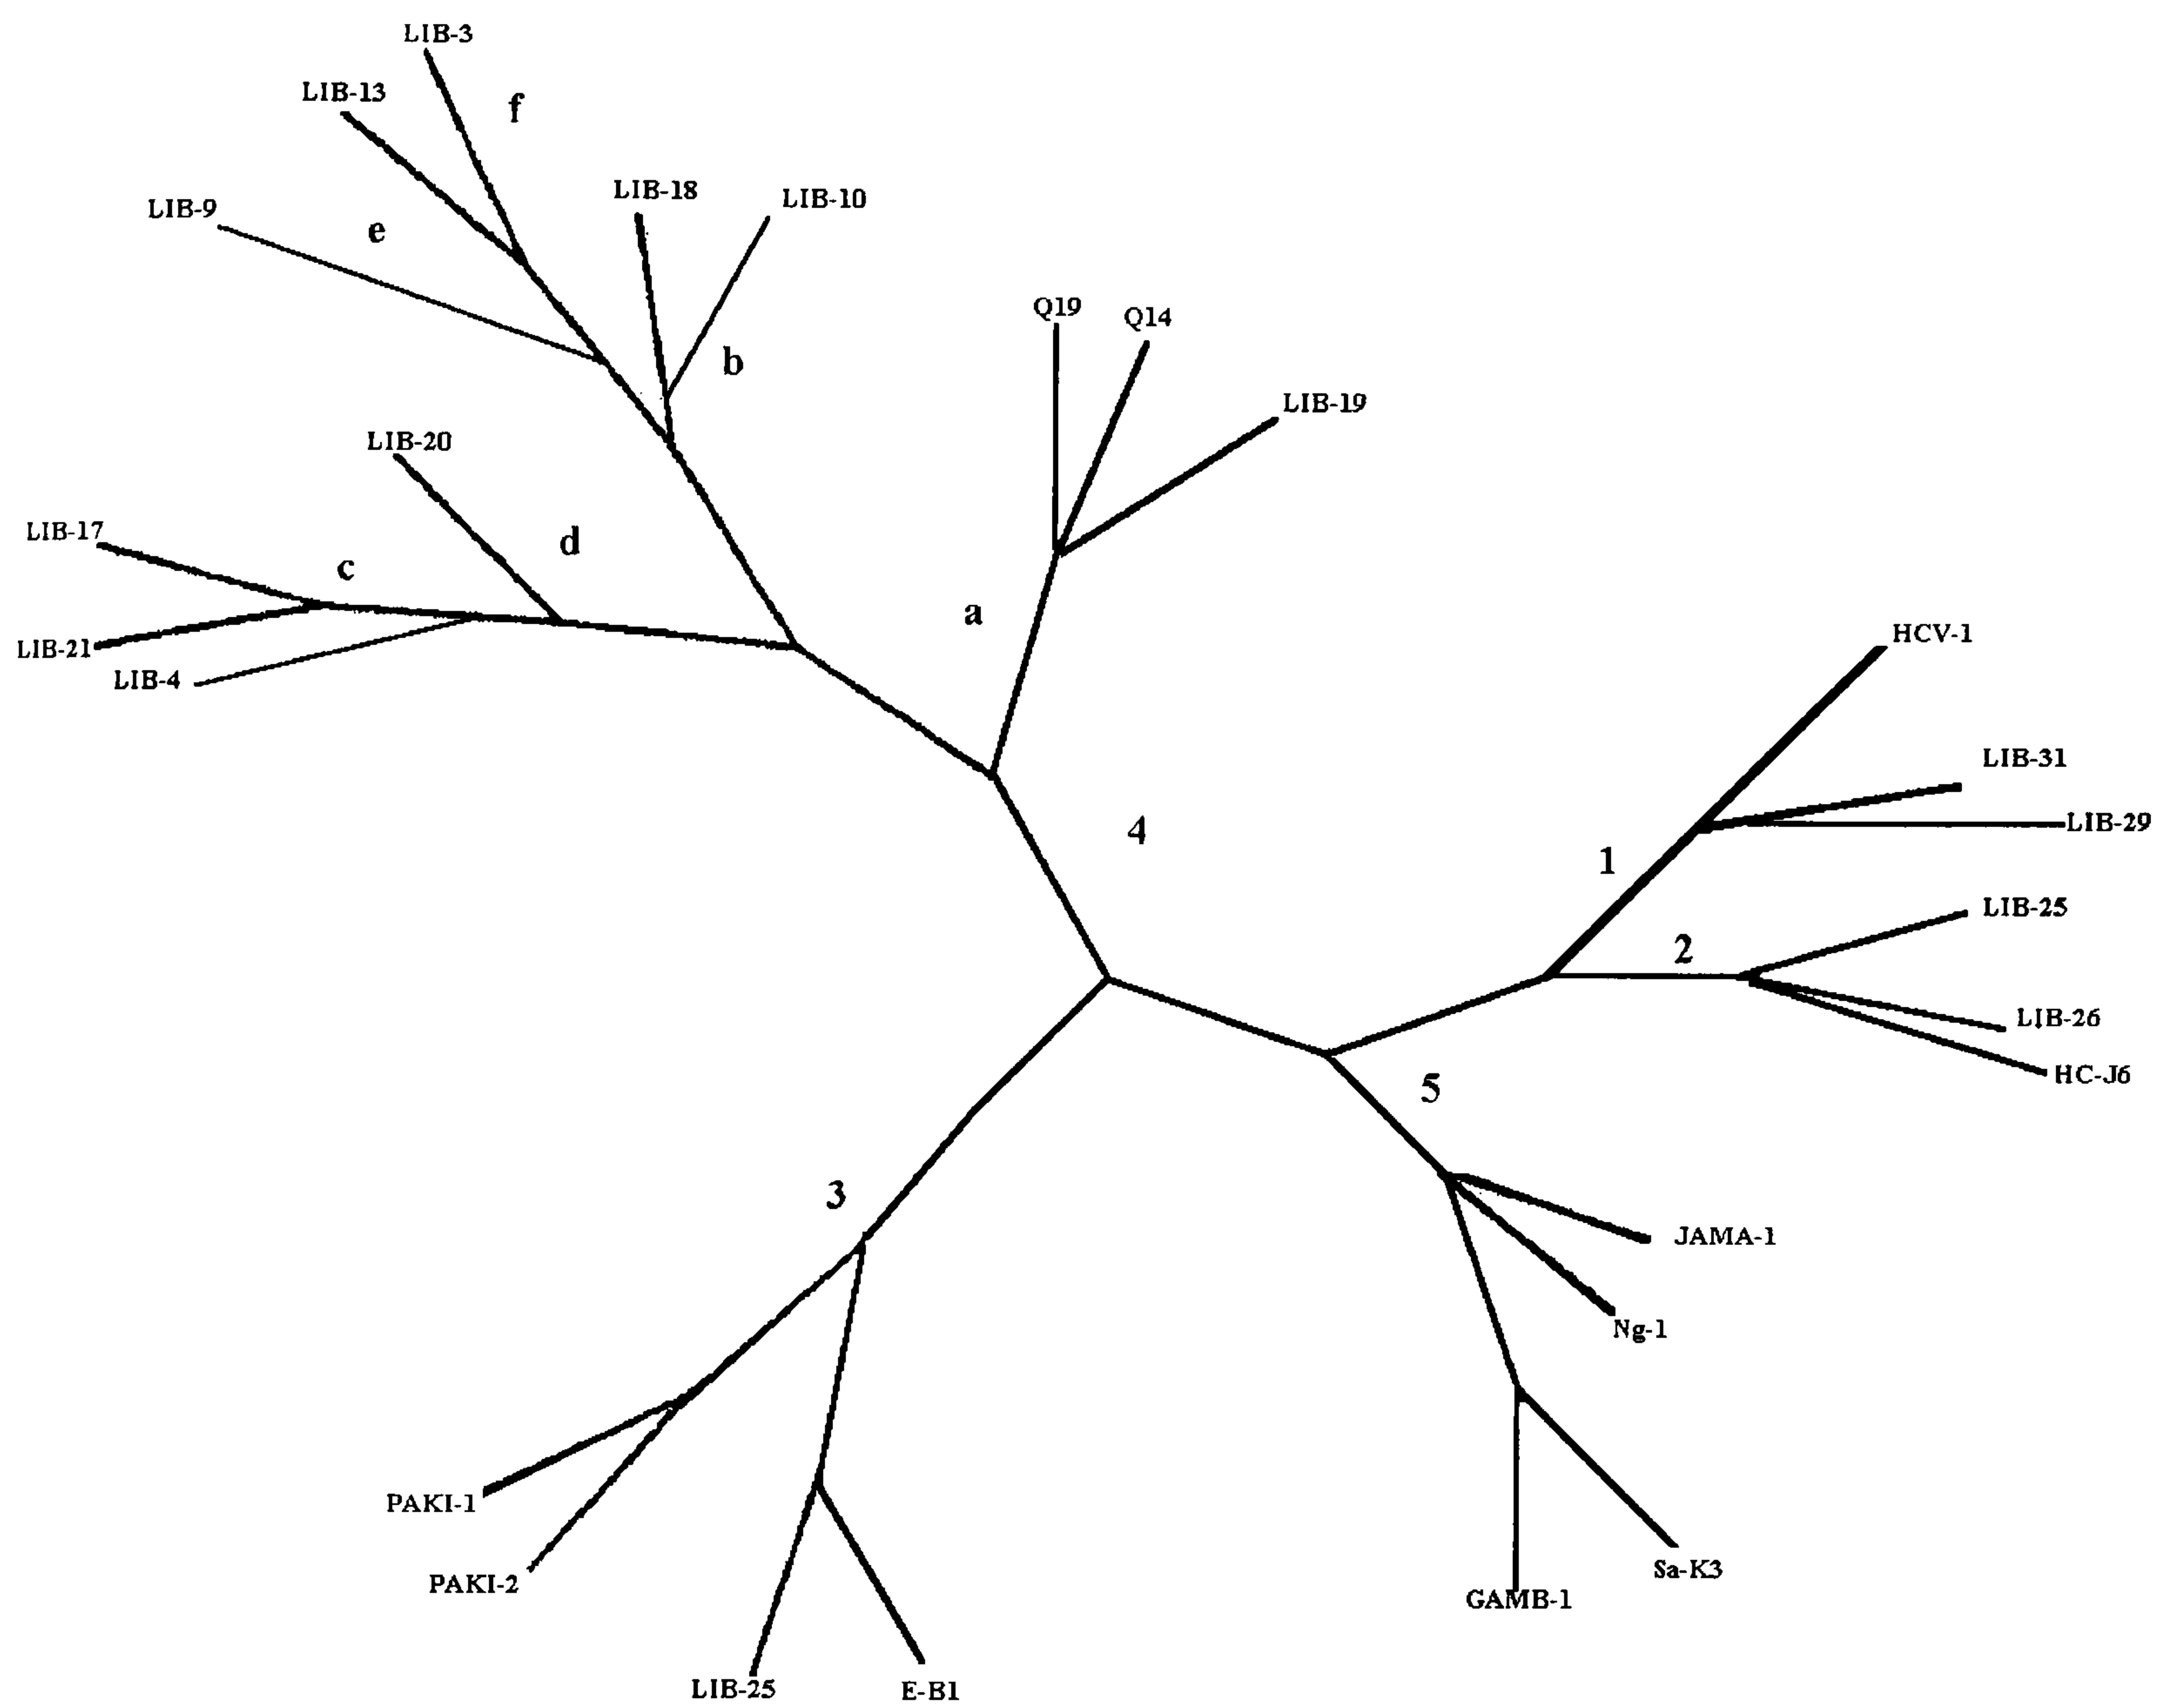 LIB-3
LIB-13
f
LIB-18
LIB-10
LIB-9
e
Q19
Q14
b
LIB-19
LIB-20
LIB-17
d
c
a
HCV-1
LIB-21
LIB-4
LIB-31
LIB-29
4
1
LIB-25
2
LIB-26
HC-J6
5
3
JAMA-1
Ng-1
PAKI-1
Sa-K3
PAKI-2
GAMB-1
LIB-25
E-B1